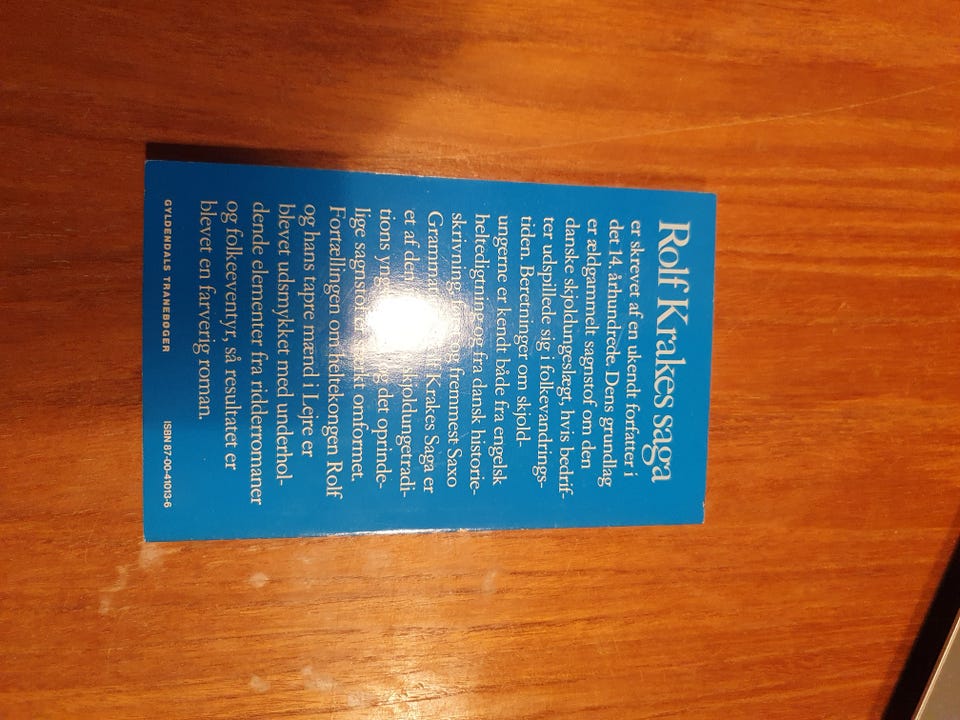 Rolf Krakes saga
er skrevet af en ukendt forfatter i
det 14. århundrede. Dens grundlag
er ældgammelt sagnstof om den
danske skjoldungeslægt, hvis bedrif-
ter udspillede sig i folkevandrings-
tiden. Beretninger om skjold-
ungerne er kendt både fra engelsk
heltedigtning og fra dansk historie-
skrivning, først og fremmest Saxo
Krakes Saga er
et af skjoldungetradi-
tions det oprinde-
lige omformet.
Fortællingen om heltekongen Rolf
og hans tapre mænd i Lejre er
blevet udsmykket med underhol-
dende elementer fra ridderromaner
og folkeeventyr, så resultatet er
blevet en farverig roman.
GYLDENDALS TRANEBØGER ISBN 87-00-41013-6